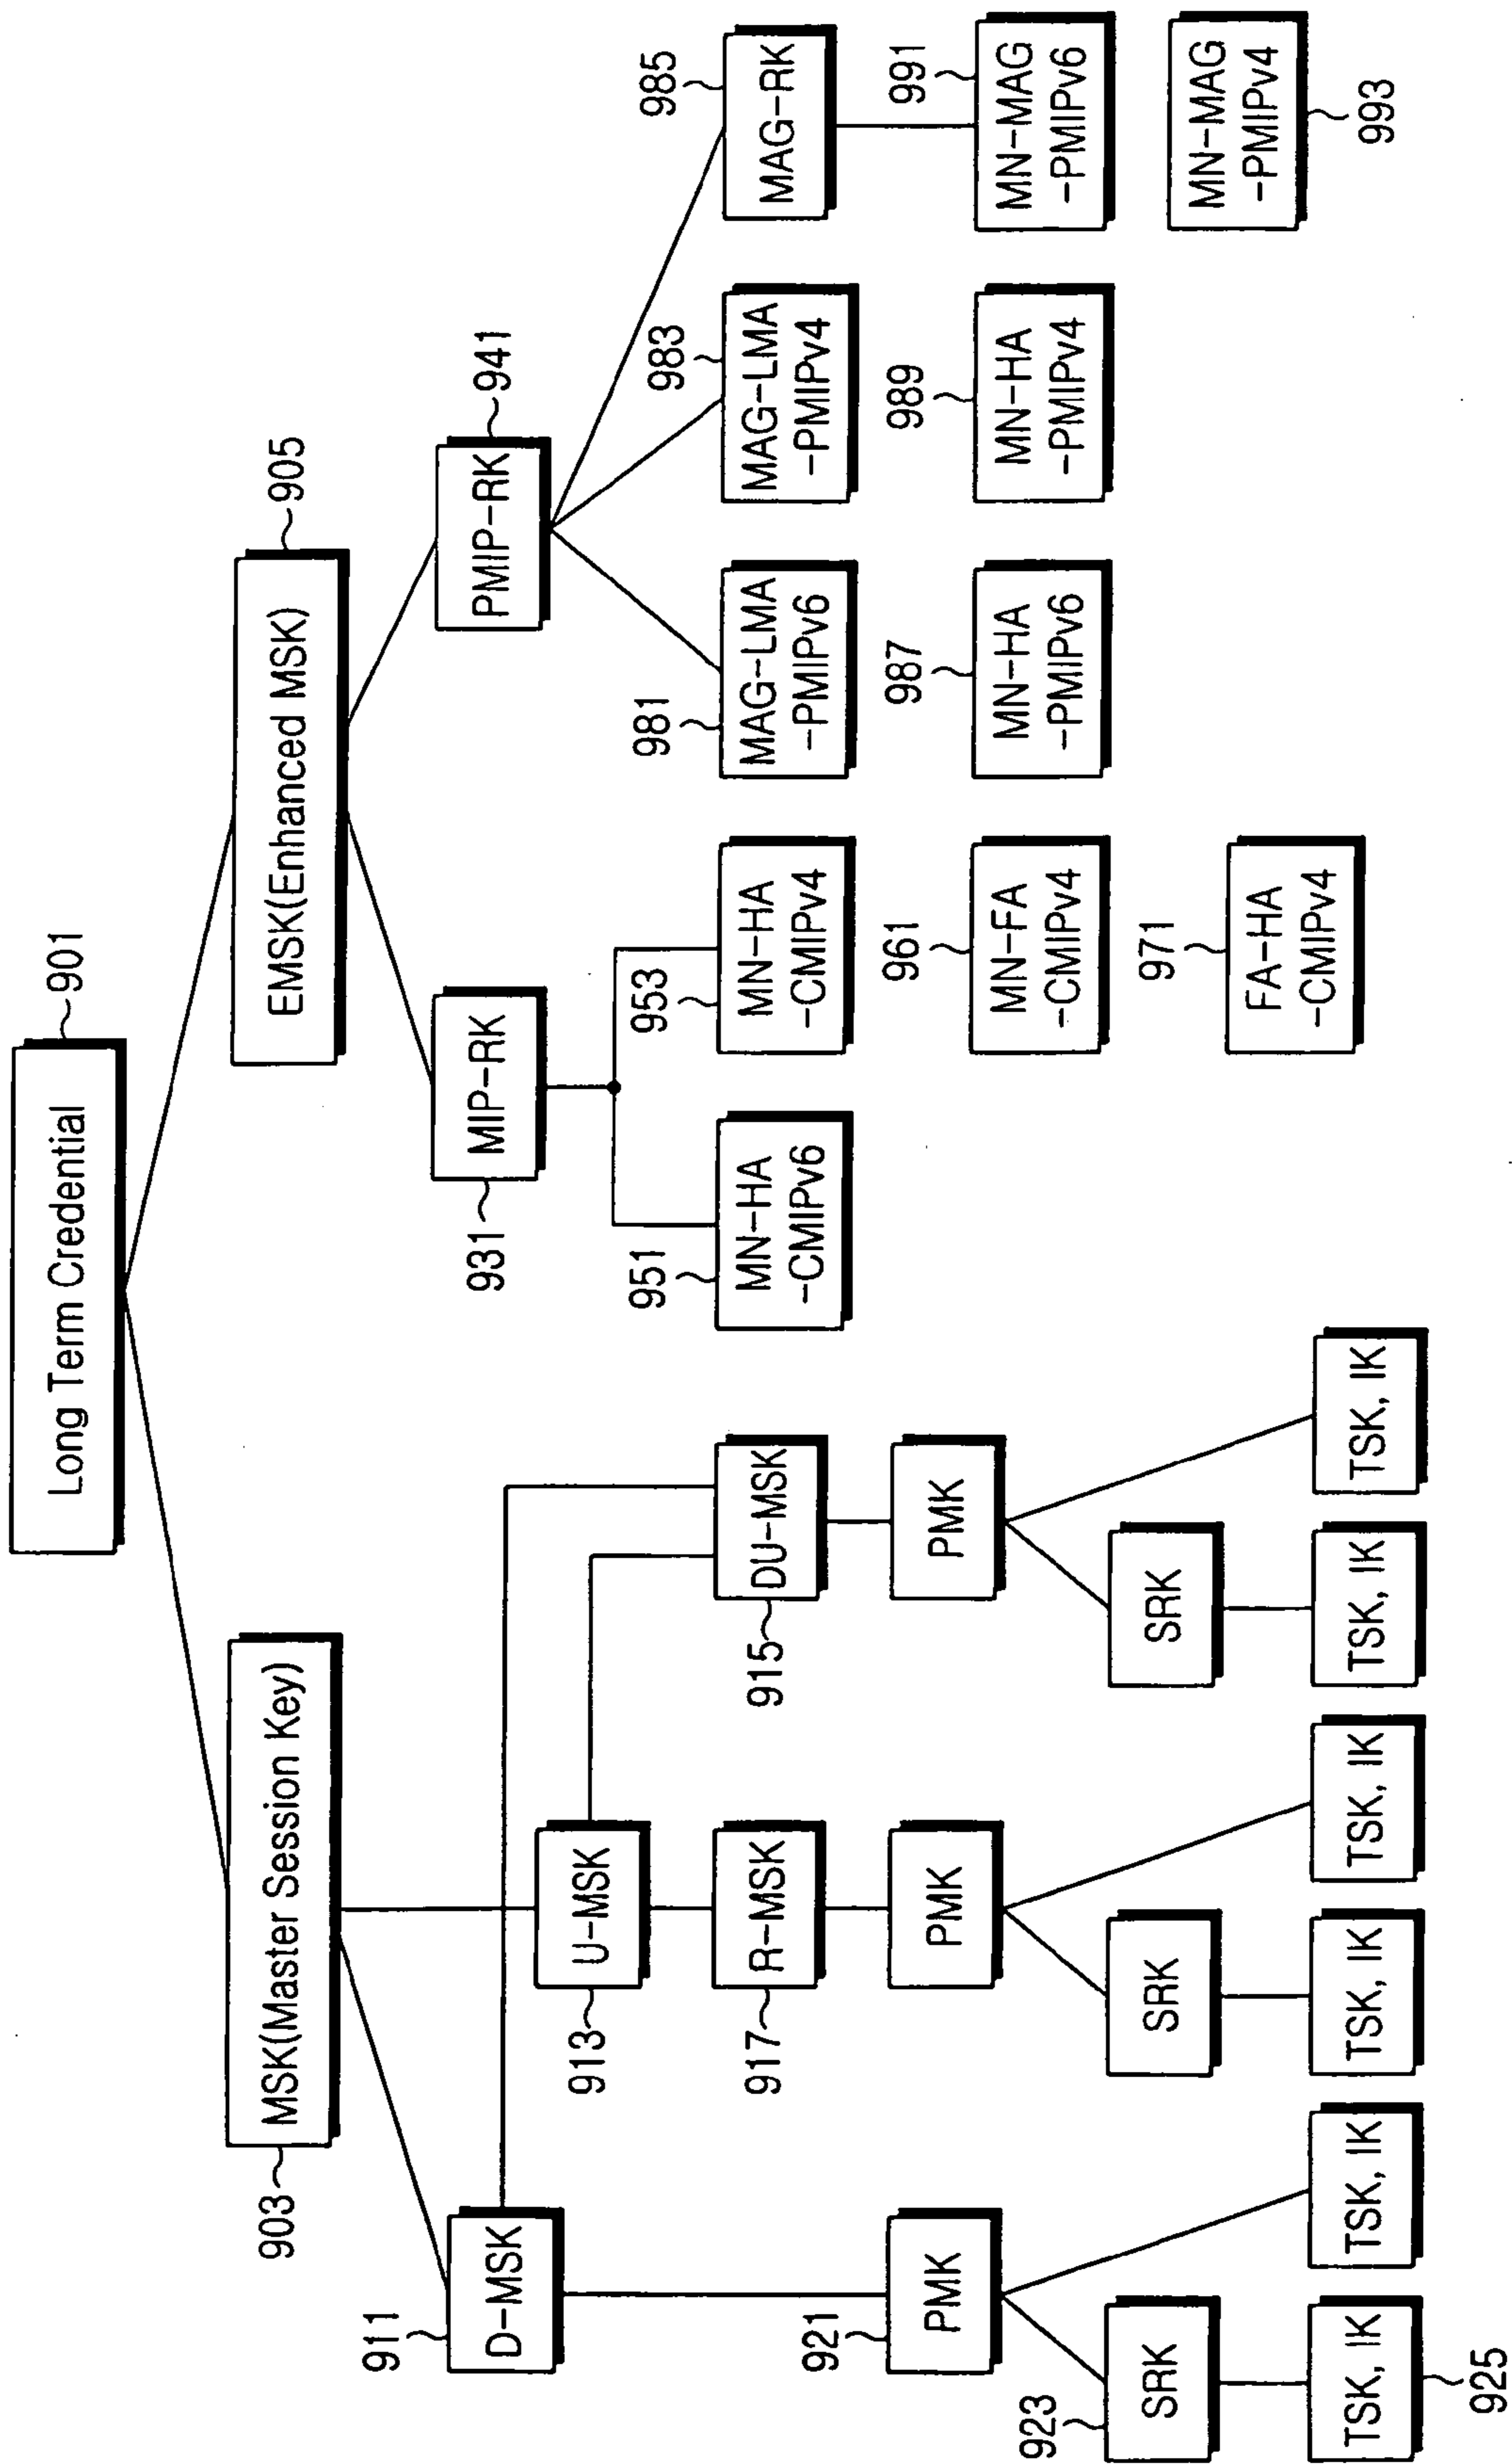 Long Term Credential
901
MSK(Master Session Key)
903
EMSK(Enhanced MSK)
905
D-MSK
911
U-MSK
913
MIP-RK
931
PMIP-RK
941
R-MSK
917
DU-MSK
915
MN-HA
-CMIPv6
951
MN-HA
-CMIPv4
953
MAG-LMA
-PMIPv6
981
MAG-LMA
-PMIPv4
983
MAG-RK
985
PMK
921
PMK
PMK
MN-FA
-CMIPv4
961
MN-HA
-PMIPv6
987
MN-HA
-PMIPv4
989
MN-MAG
-PMIPv6
991
SRK
923
SRK
SRK
FA-HA
-CMIPv4
971
MN-MAG
-PMIPv4
993
TSK, IK
925
TSK, IK
TSK, IK
TSK, IK
TSK, IK
TSK, IK